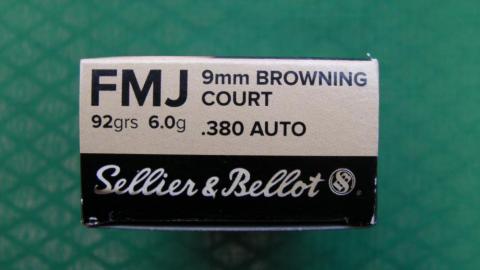 FMJ
92grs 6.0g
9mm BROWNING
COURT
.380 AUTO
Sellier & Bellot